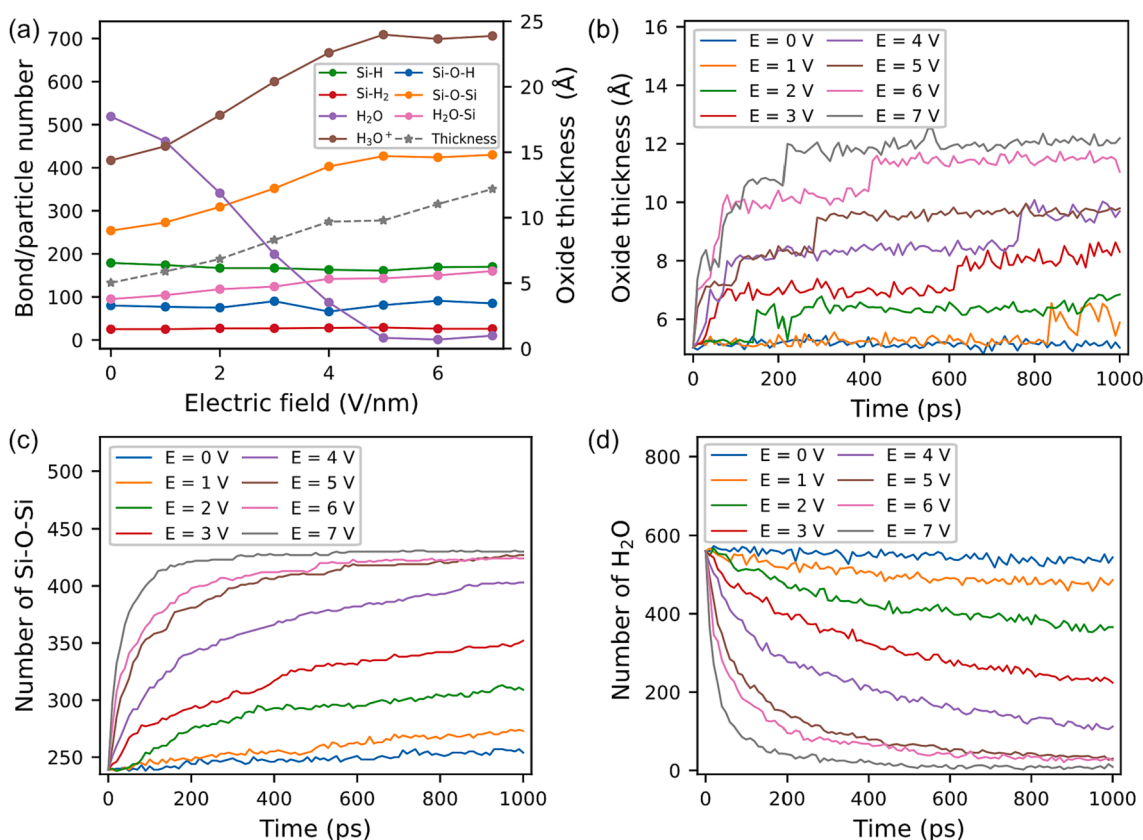 (a)
700
600
500
400
300
200
100
0
Bond/particle number
0
2
4
6
Electric field (V/nm)
25
20
15
10
5
0
Oxide thickness (Å)
Si-H
Si-O-H
Si-H₂
Si-O-Si
H₂O
H₂O-Si
H₃O⁺
Thickness
(b)
16
14
12
10
8
6
Oxide thickness (Å)
0
200
400
600
800
1000
Time (ps)
E = 0 V
E = 4 V
E = 1 V
E = 5 V
E = 2 V
E = 6 V
E = 3 V
E = 7 V
(c)
500
450
400
350
300
250
Number of Si-O-Si
0
200
400
600
800
1000
Time (ps)
E = 0 V
E = 4 V
E = 1 V
E = 5 V
E = 2 V
E = 6 V
E = 3 V
E = 7 V
(d)
800
600
400
200
0
Number of H₂O
0
200
400
600
800
1000
Time (ps)
E = 0 V
E = 4 V
E = 1 V
E = 5 V
E = 2 V
E = 6 V
E = 3 V
E = 7 V